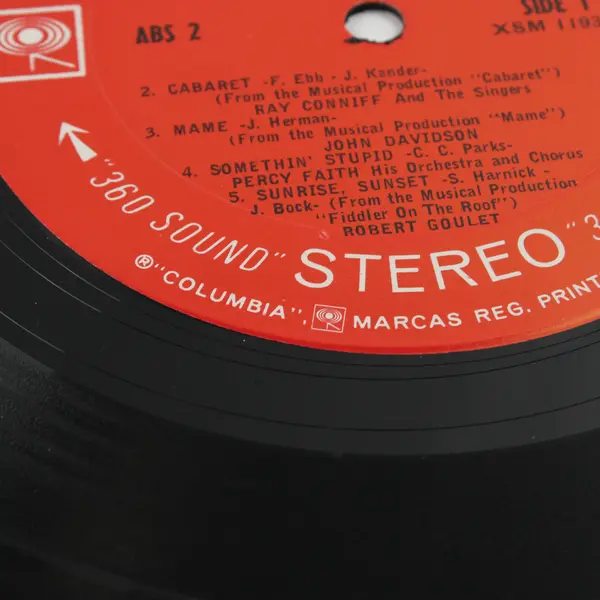 ABS 2
SIDE 1
XSM 1193
2. CABARET -F. Ebb - J. Kander-
(From the Musical Production "Cabaret")
RAY CONNIFF And The Singers
3. MAME -J. Herman-
(From the Musical Production "Mame")
JOHN DAVIDSON
4. SOMETHIN' STUPID -C. C. Parks-
PERCY FAITH His Orchestra and Chorus
5. SUNRISE, SUNSET -S. Harnick -
J. Bock- (From the Musical Production
"Fiddler On The Roof")
ROBERT GOULET
"360 SOUND" STEREO "3
® "COLUMBIA", MARCAS REG. PRINT